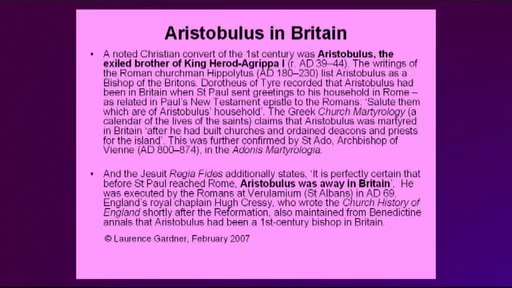 Aristobulus in Britain
• A noted Christian convert of the 1st century was Aristobulus, the
exiled brother of King Herod-Agrippa I (r. AD 39–44). The writings of
the Roman churchman Hippolytus (AD 180–230) list Aristobulus as a
Bishop of the Britons. Dorotheus of Tyre recorded that Aristobulus had
been in Britain when St Paul sent greetings to his household in Rome –
as related in Paul's New Testament epistle to the Romans: 'Salute them
which are of Aristobulus' household'. The Greek Church Martyrology (a
calendar of the lives of the saints) claims that Aristobulus was martyred
in Britain 'after he had built churches and ordained deacons and priests
for the island'. This was further confirmed by St Ado, Archbishop of
Vienne (AD 800–874), in the Adonis Martyrologia.
• And the Jesuit Regia Fides additionally states, 'It is perfectly certain that
before St Paul reached Rome, Aristobulus was away in Britain'. He
was executed by the Romans at Verulamium (St Albans) in AD 69.
England's royal chaplain Hugh Cressy, who wrote the Church History of
England shortly after the Reformation, also maintained from Benedictine
annals that Aristobulus had been a 1st-century bishop in Britain.
© Laurence Gardner, February 2007